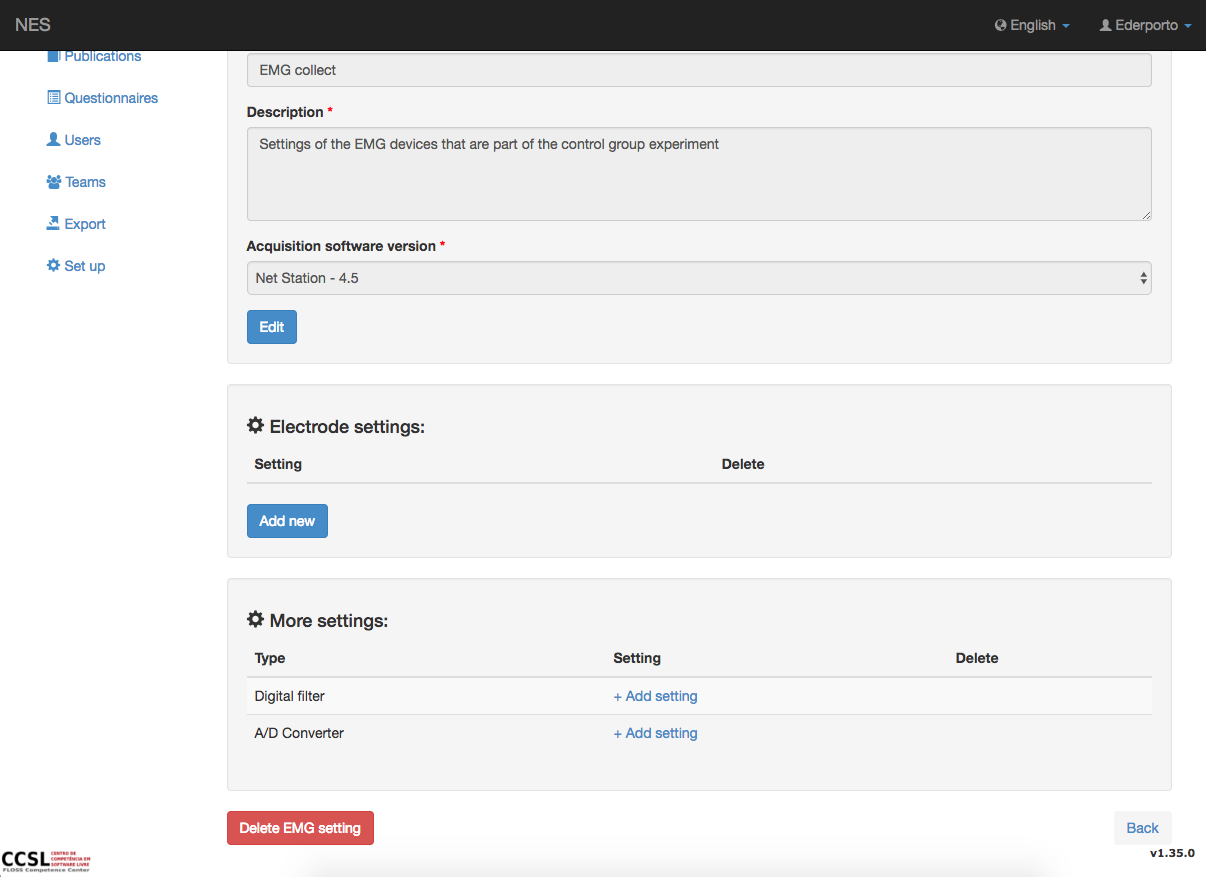 NES
English
Ederporto
Publications
Questionnaires
Users
Teams
Export
Set up
EMG collect
Description *
Settings of the EMG devices that are part of the control group experiment
Acquisition software version *
Net Station - 4.5
Edit
Electrode settings:
Setting Delete
Add new
More settings:
Type Setting Delete
Digital filter + Add setting
A/D Converter + Add setting
Delete EMG setting
Back
v1.35.0
CCSL
CENTRO DE
COMPETÊNCIA EM
SOFTWARE LIVRE
FLOSS Competence Center